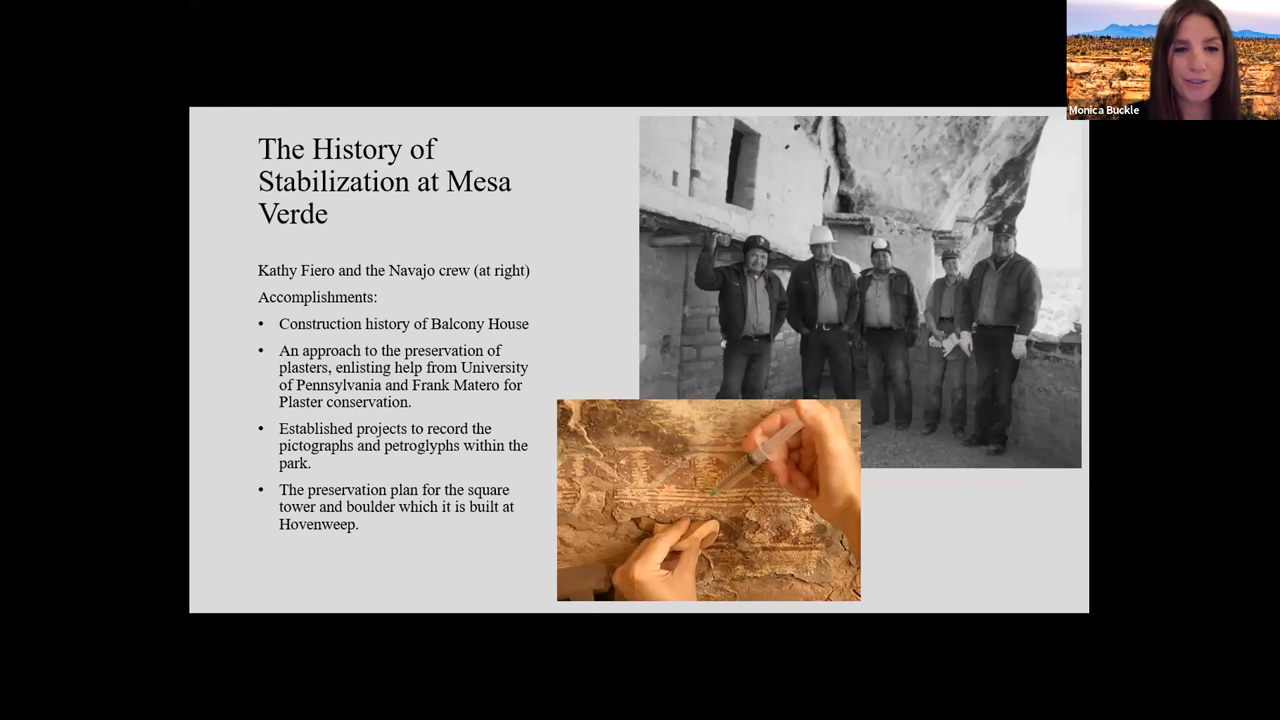 Monica Buckle
The History of
Stabilization at Mesa
Verde
Kathy Fiero and the Navajo crew (at right)
Accomplishments:
• Construction history of Balcony House
• An approach to the preservation of
plasters, enlisting help from University
of Pennsylvania and Frank Matero for
Plaster conservation.
• Established projects to record the
pictographs and petroglyphs within the
park.
• The preservation plan for the square
tower and boulder which it is built at
Hovenweep.